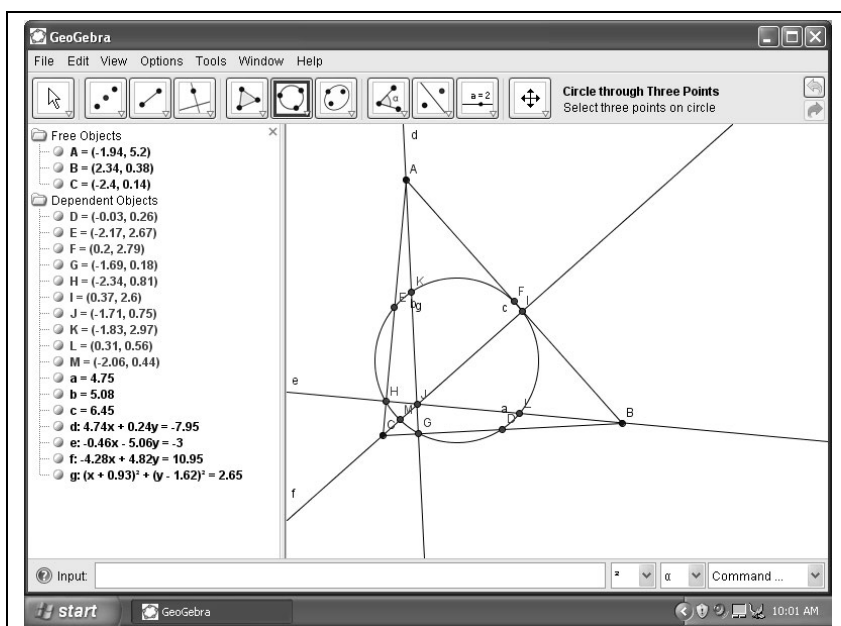 GeoGebra
File Edit View Options Tools Window Help
α
a = 2
Circle through Three Points
Select three points on circle
Free Objects
A = (-1.94, 5.2)
B = (2.34, 0.38)
C = (-2.4, 0.14)
Dependent Objects
D = (-0.03, 0.26)
E = (-2.17, 2.67)
F = (0.2, 2.79)
G = (-1.69, 0.18)
H = (-2.34, 0.81)
I = (0.37, 2.6)
J = (-1.71, 0.75)
K = (-1.83, 2.97)
L = (0.31, 0.56)
M = (-2.06, 0.44)
a = 4.75
b = 5.08
c = 6.45
d: 4.74x + 0.24y = -7.95
e: -0.46x - 5.06y = -3
f: -4.28x + 4.82y = 10.95
g: (x + 0.93)² + (y - 1.62)² = 2.65
d
A
K
E
b g
F
c
I
e
H
J
M
a
L
C
G
D
B
f
Input:
²
α
Command ...
start
GeoGebra
10:01 AM